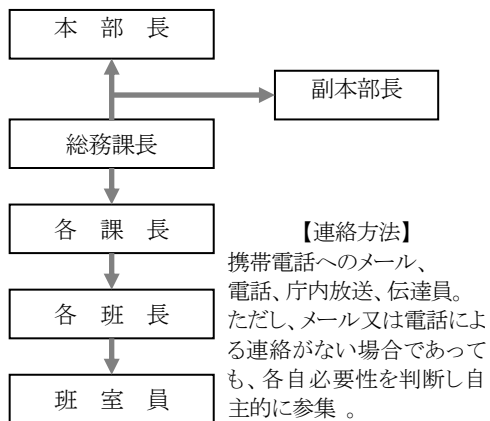 本 部 長
副本部長
総務課長
各 課 長
各 班 長
班 室 員
【連絡方法】
携帯電話へのメール、
電話、庁内放送、伝達員。
ただし、メール又は電話によ
る連絡がない場合であって
も、各自必要性を判断し自
主的に参集 。